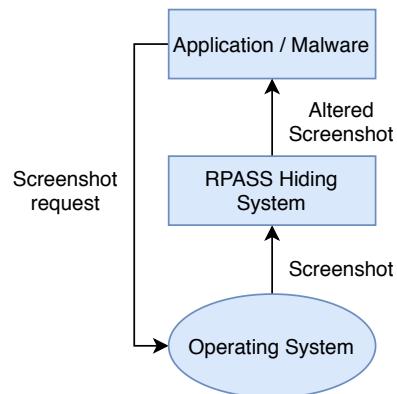 Application / Malware
Altered
Screenshot
Screenshot
request
RPASS Hiding
System
Screenshot
Operating System